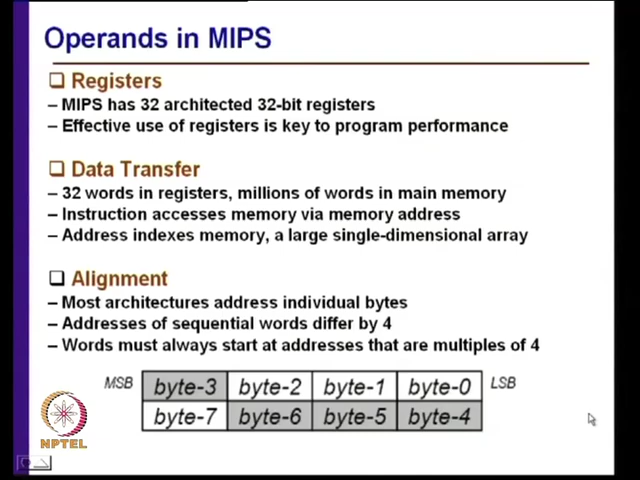 Operands in MIPS
Registers
– MIPS has 32 architected 32-bit registers
– Effective use of registers is key to program performance
Data Transfer
– 32 words in registers, millions of words in main memory
– Instruction accesses memory via memory address
– Address indexes memory, a large single-dimensional array
Alignment
– Most architectures address individual bytes
– Addresses of sequential words differ by 4
– Words must always start at addresses that are multiples of 4
MSB byte-3 byte-2 byte-1 byte-0 LSB
byte-7 byte-6 byte-5 byte-4
NPTEL